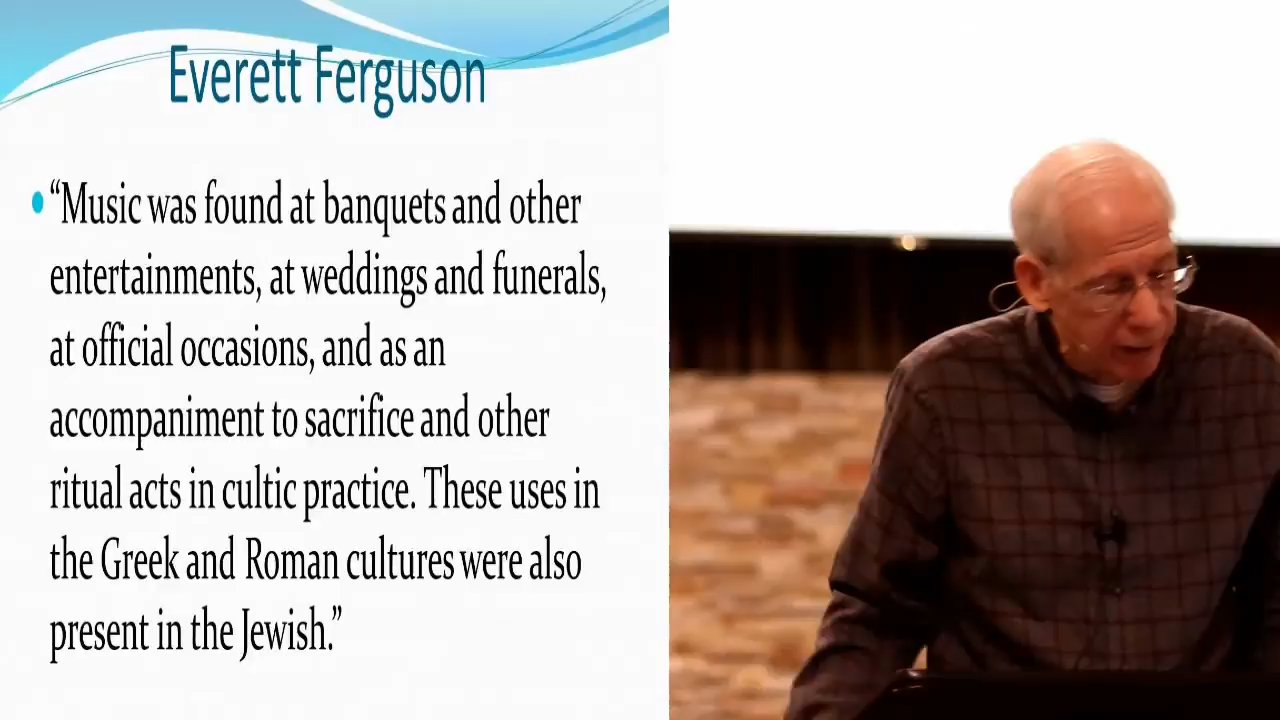 Everett Ferguson
• “Music was found at banquets and other
entertainments, at weddings and funerals,
at official occasions, and as an
accompaniment to sacrifice and other
ritual acts in cultic practice. These uses in
the Greek and Roman cultures were also
present in the Jewish.”